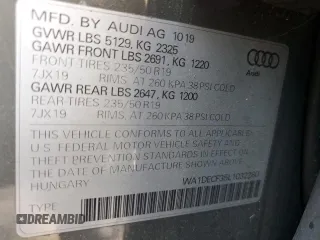 MFD. BY AUDI AG 10 19
GVWR LBS 5129, KG 2325
GAWR FRONT LBS 2691, KG 1220
FRONT TIRES 235/50 R19
7JX19 RIMS AT 260 KPA 38 PSI COLD
GAWR REAR LBS 2647, KG 1200
REAR TIRES 235/50 R19
7JX19 RIMS AT 260 KPA 38 PSI COLD
Audi
THIS VEHICLE CONFORMS TO ALL APPLICABLE
U.S. FEDERAL MOTOR VEHICLE SAFETY, BUMPER AND
THEFT PREVENTION STANDARDS IN EFFECT ON
THE DATE OF MANUFACTURE SHOWN ABOVE.
HUNGARY
DREAMBID